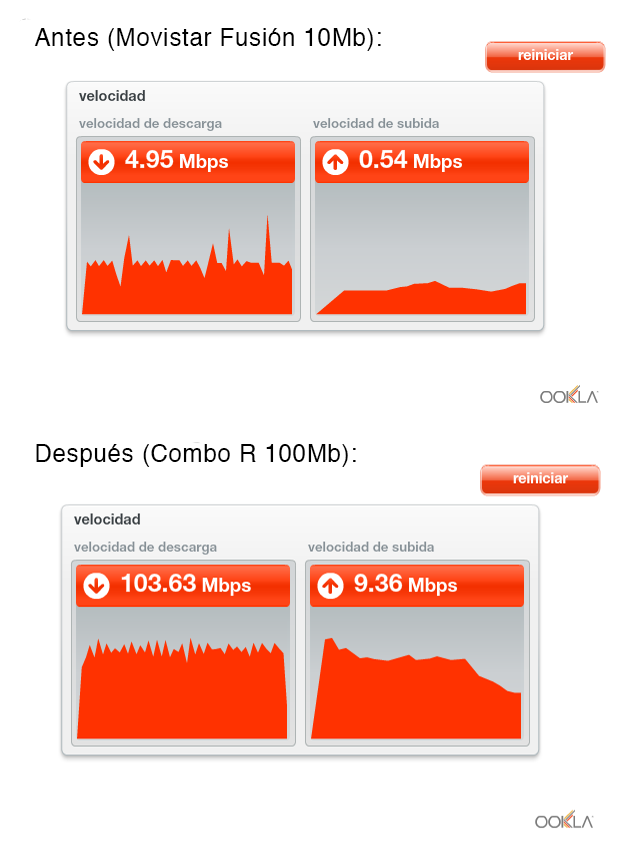 Antes (Movistar Fusión 10Mb):
reiniciar
velocidad
velocidad de descarga
velocidad de subida
4.95 Mbps
0.54 Mbps
OOKLA
Después (Combo R 100Mb):
reiniciar
velocidad
velocidad de descarga
velocidad de subida
103.63 Mbps
9.36 Mbps
OOKLA